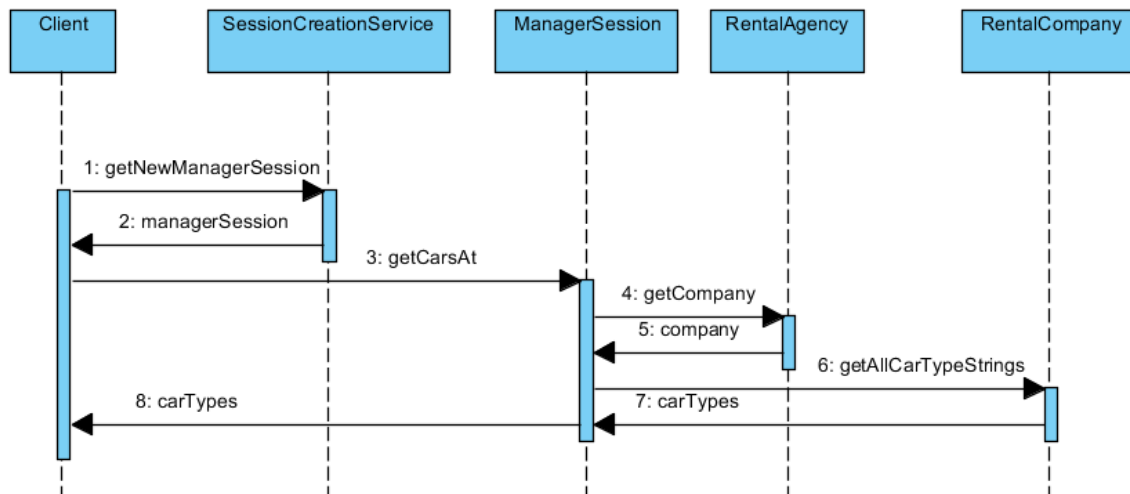 Client
SessionCreationService
ManagerSession
RentalAgency
RentalCompany
1: getNewManagerSession
2: managerSession
3: getCarsAt
4: getCompany
5: company
6: getAllCarTypeStrings
7: carTypes
8: carTypes